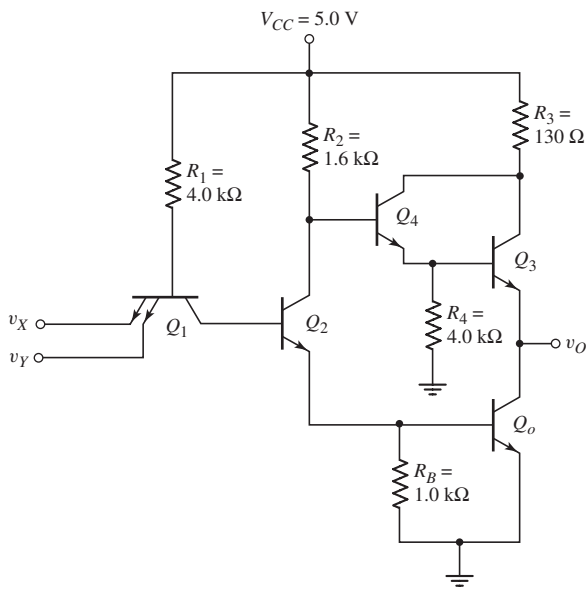 V_CC = 5.0 V
R_3 =
130 Ω
R_2 =
1.6 kΩ
R_1 =
4.0 kΩ
Q_4
Q_3
v_X
Q_1
Q_2
R_4 =
4.0 kΩ
v_O
v_Y
Q_o
R_B =
1.0 kΩ